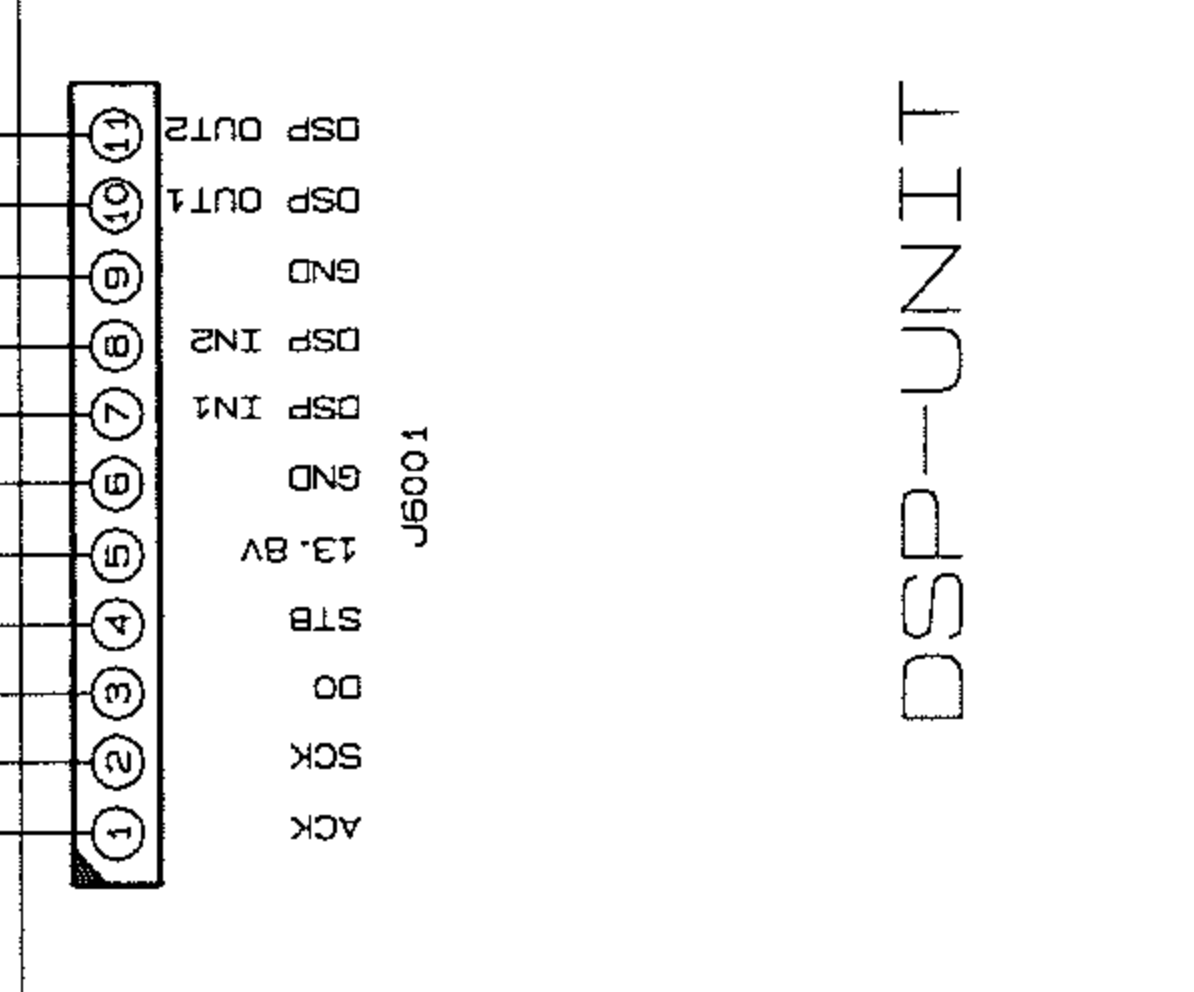 11 DSP OUT2
10 DSP OUT1
9 GND
8 DSP IN2
7 DSP IN1
6 GND
5 13.8V
4 STB
3 DO
2 SCK
1 ACK
J6001
DSP-UNIT